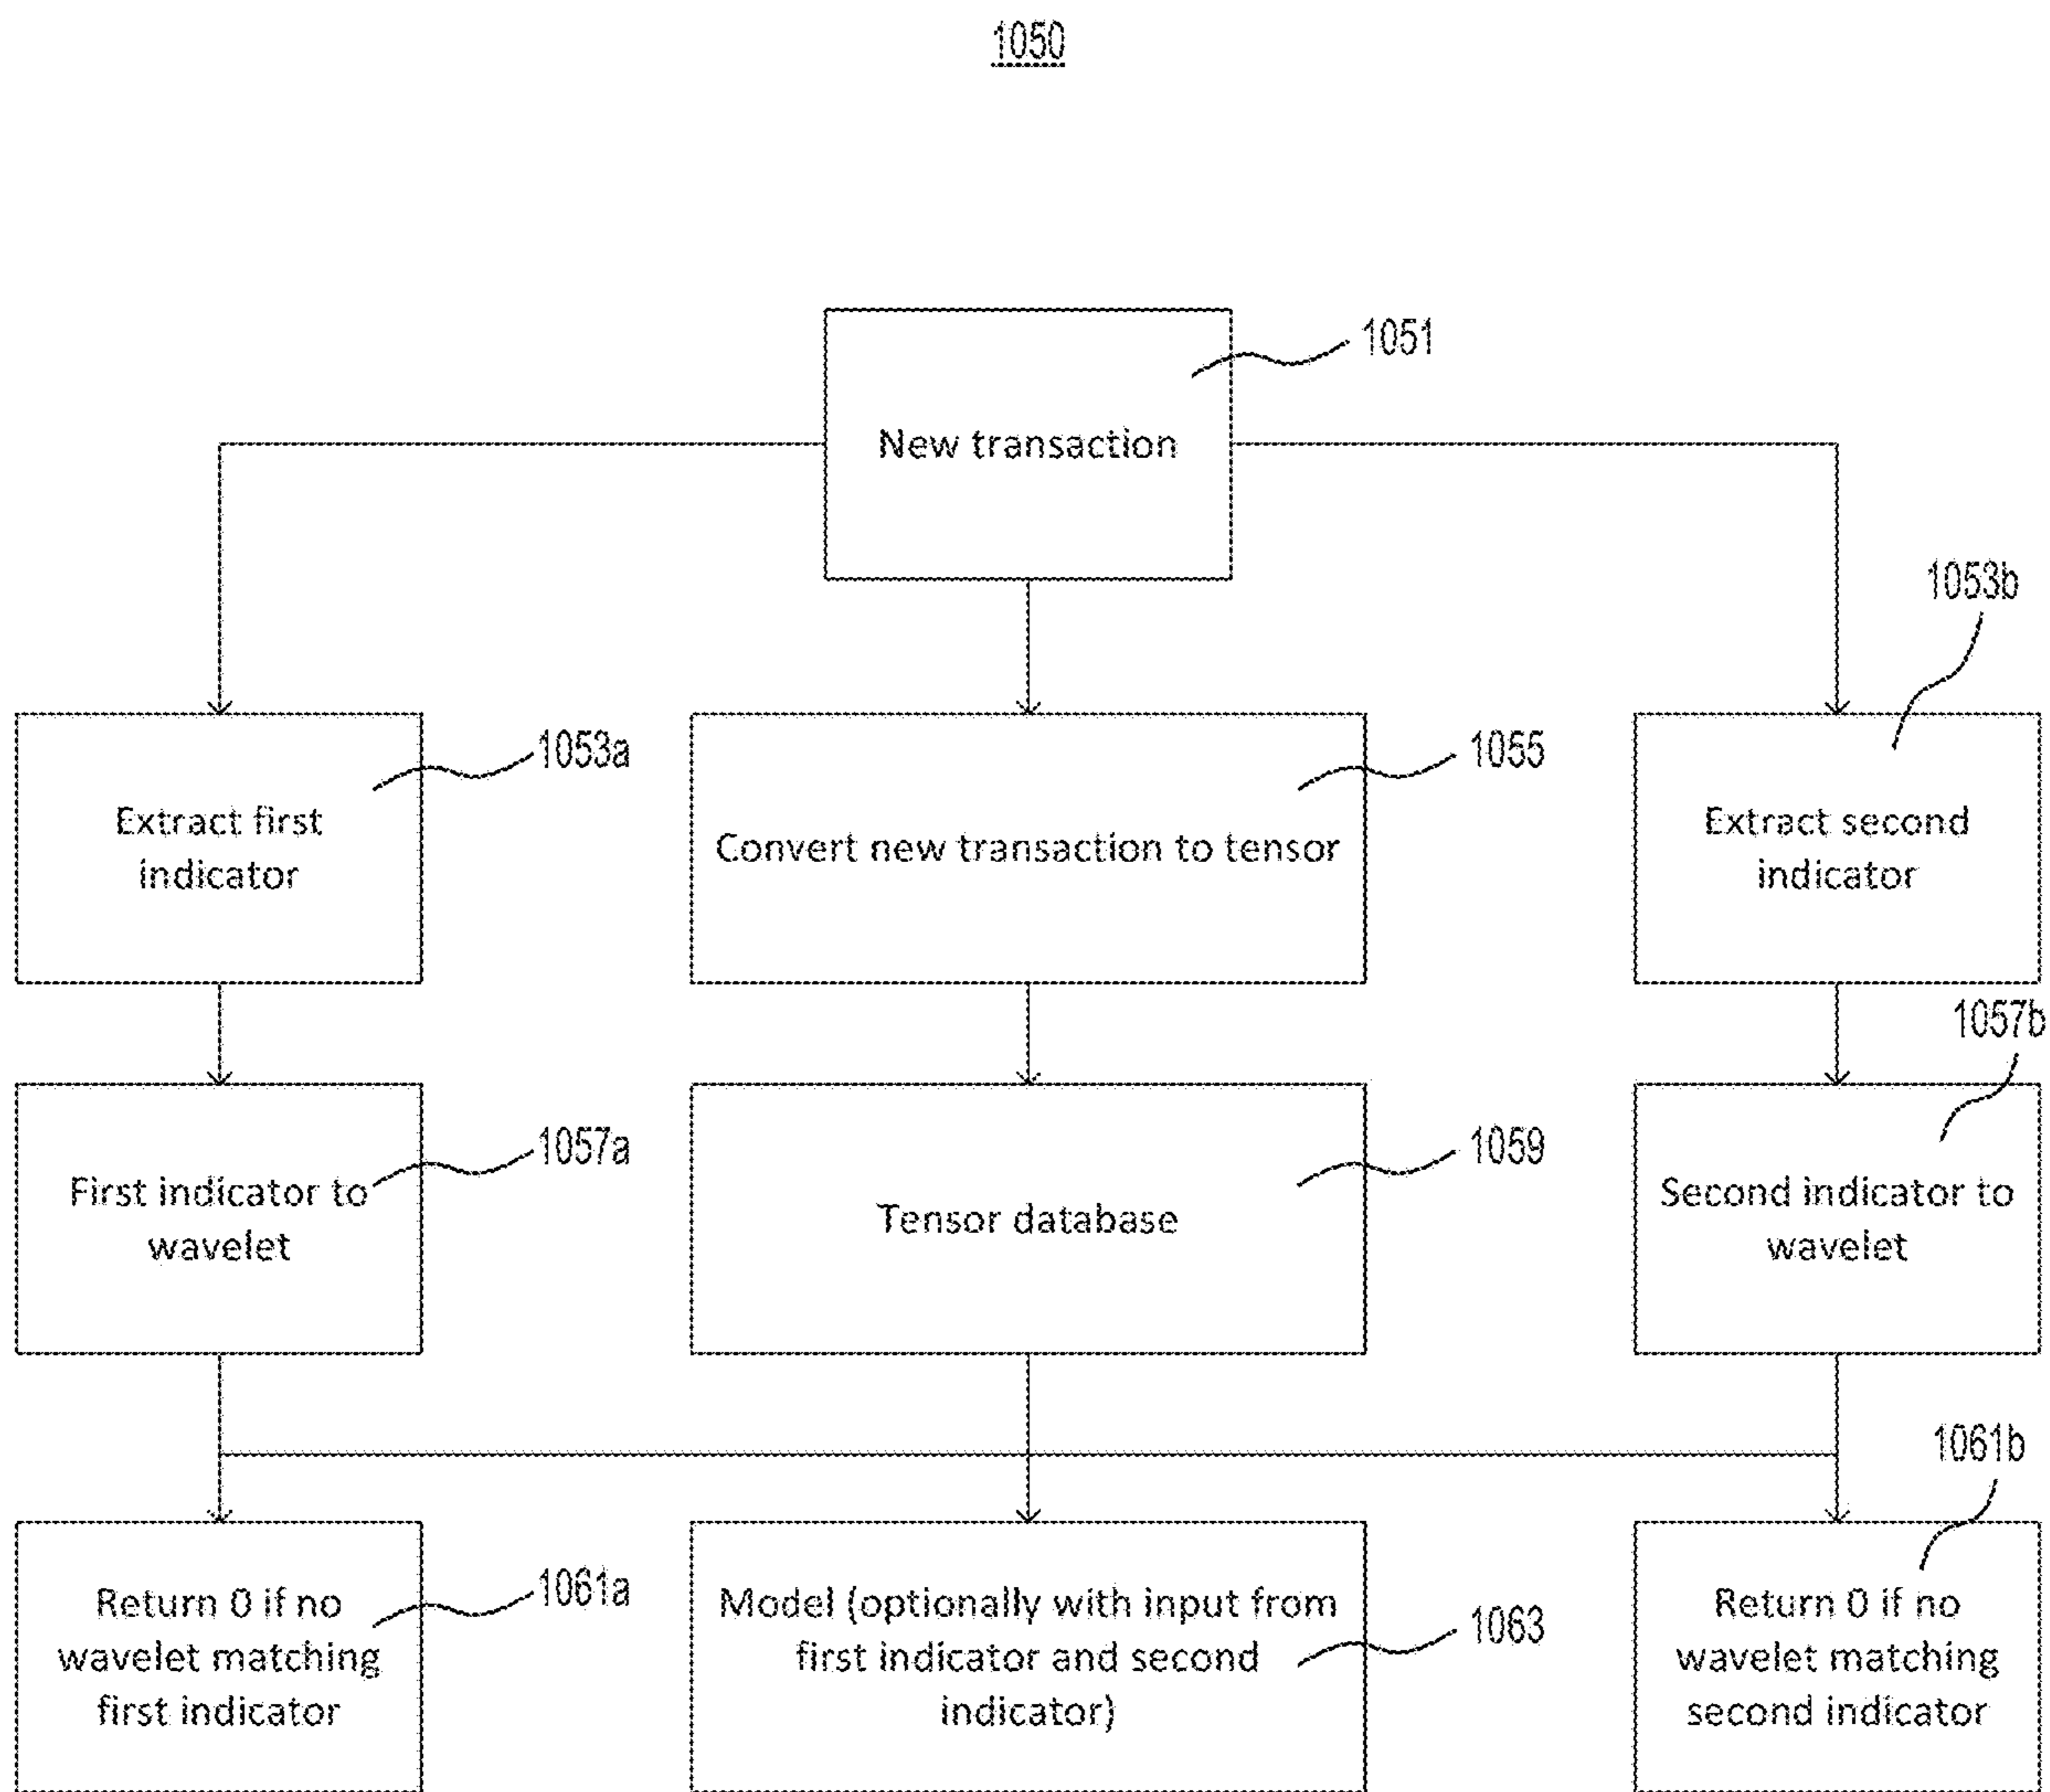 1050
1051
New transaction
1053b
1053a
1055
Extract first
indicator
Convert new transaction to tensor
Extract second
indicator
1057b
1057a
1059
First indicator to
wavelet
Tensor database
Second indicator to
wavelet
1061b
1061a
1063
Return 0 if no
wavelet matching
first indicator
Model (optionally with input from
first indicator and second
indicator)
Return 0 if no
wavelet matching
second indicator